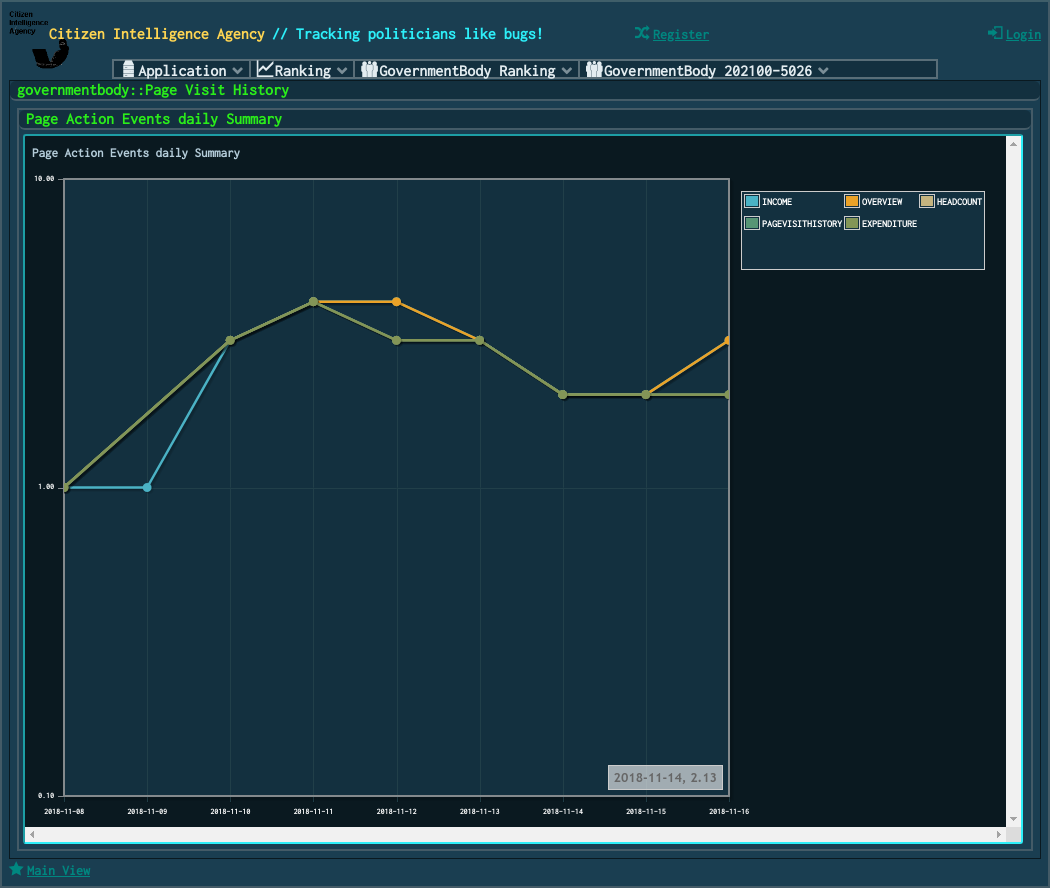 Citizen
Intelligence
Agency
Citizen Intelligence Agency // Tracking politicians like bugs!
Register
Login
Application
Ranking
GovernmentBody Ranking
GovernmentBody 202100-5026
governmentbody::Page Visit History
Page Action Events daily Summary
Page Action Events daily Summary
10.00
INCOME OVERVIEW HEADCOUNT
PAGEVISITHISTORY EXPENDITURE
1.00
2018-11-14, 2.13
0.10
2018-11-08 2018-11-09 2018-11-10 2018-11-11 2018-11-12 2018-11-13 2018-11-14 2018-11-15 2018-11-16
Main View